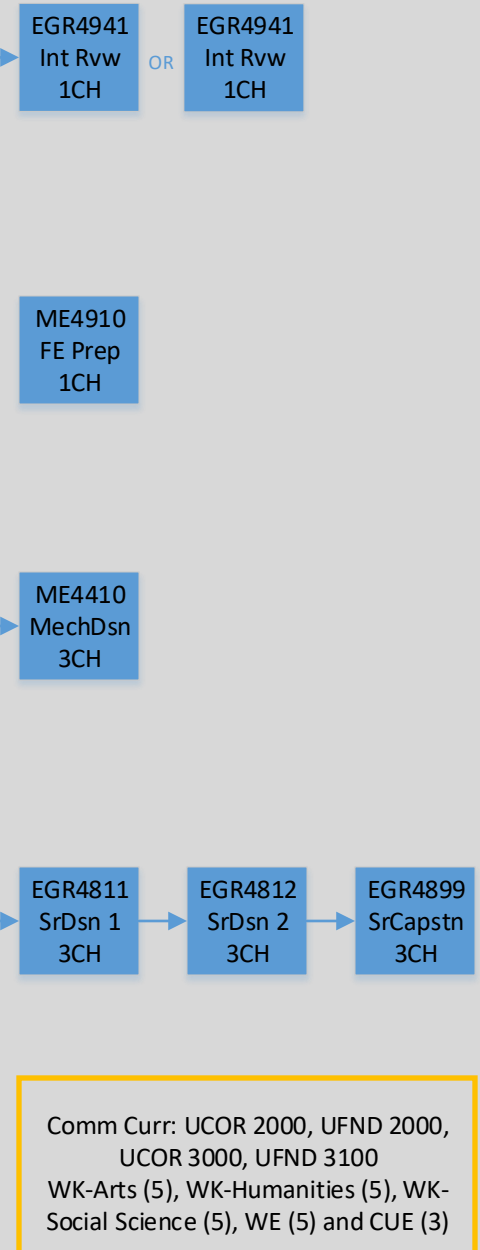 EGR4941
Int Rvw
1CH
OR
EGR4941
Int Rvw
1CH
ME4910
FE Prep
1CH
ME4410
MechDsn
3CH
EGR4811
SrDsn 1
3CH
EGR4812
SrDsn 2
3CH
EGR4899
SrCapstn
3CH
Comm Curr: UCOR 2000, UFND 2000,
UCOR 3000, UFND 3100
WK-Arts (5), WK-Humanities (5), WK-
Social Science (5), WE (5) and CUE (3)